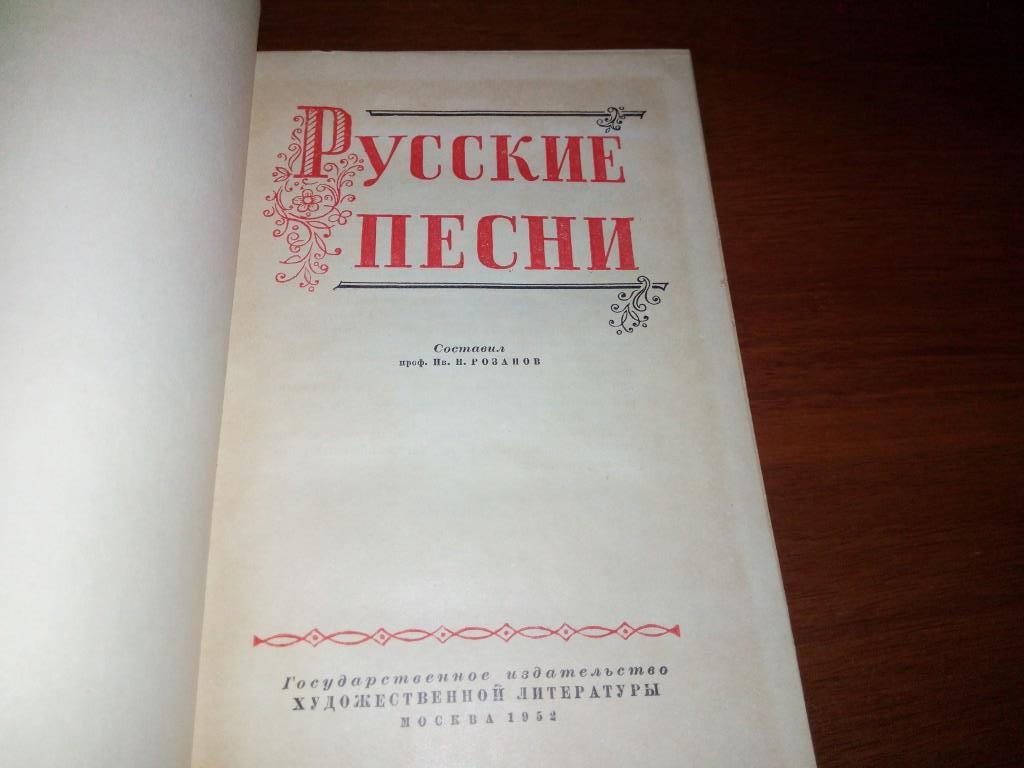 Русские
песни
Составил
проф. Ив. Н. РОЗАНОВ
Государственное издательство
ХУДОЖЕСТВЕННОЙ ЛИТЕРАТУРЫ
МОСКВА 1952